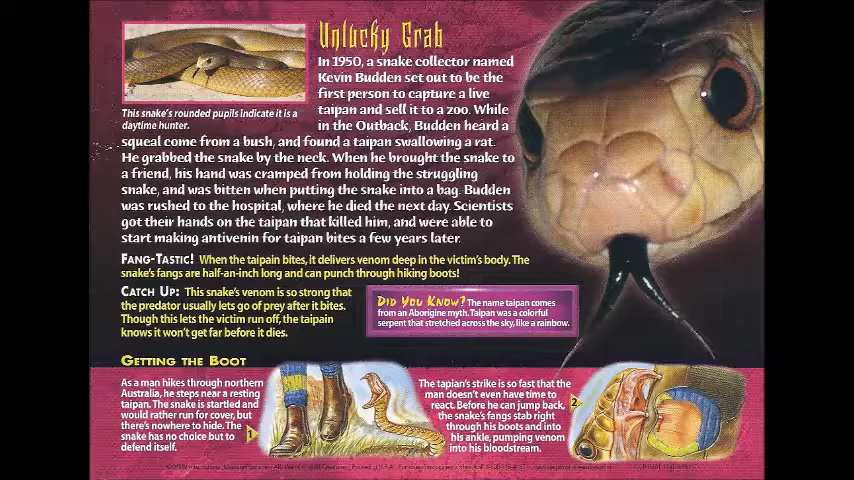 Unlucky Grab
In 1950, a snake collector named
Kevin Budden set out to be the
first person to capture a live
taipan and sell it to a zoo. While
in the Outback, Budden heard a
squeal come from a bush, and found a taipan swallowing a rat.
He grabbed the snake by the neck. When he brought the snake to
a friend, his hand was cramped from holding the struggling
snake, and was bitten when putting the snake into a bag. Budden
was rushed to the hospital, where he died the next day. Scientists
got their hands on the taipan that killed him, and were able to
start making antivenin for taipan bites a few years later.
This snake's rounded pupils indicate it is a
daytime hunter.
FANG-TASTIC! When the taipain bites, it delivers venom deep in the victim's body. The
snake's fangs are half-an-inch long and can punch through hiking boots!
CATCH UP: This snake's venom is so strong that
the predator usually lets go of prey after it bites.
Though this lets the victim run off, the taipain
knows it won't get far before it dies.
DID YOU KNOW? The name taipan comes
from an Aborigine myth. Taipan was a colorful
serpent that stretched across the sky, like a rainbow.
GETTING THE BOOT
As a man hikes through northern
Australia, he steps near a resting
taipan. The snake is startled and
would rather run for cover, but
there's nowhere to hide. The
snake has no choice but to
defend itself.
1
The tapian's strike is so fast that the
man doesn't even have time to
react. Before he can jump back,
the snake's fangs stab right
through his boots and into
his ankle, pumping venom
into his bloodstream.
2